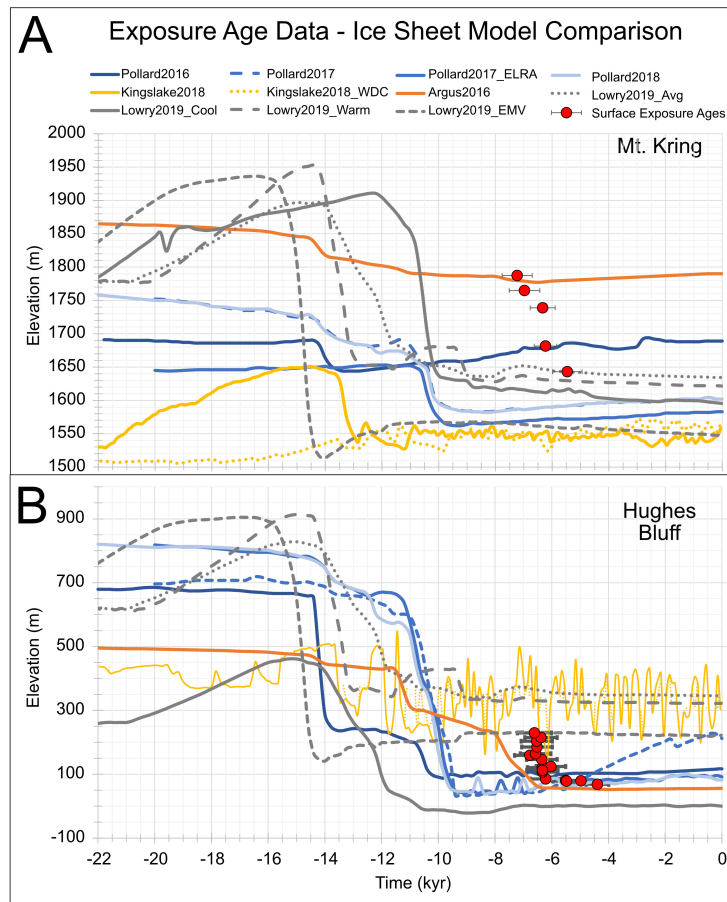 A
Exposure Age Data - Ice Sheet Model Comparison
Pollard2016 Pollard2017 Pollard2017_ELRA Pollard2018
Kingslake2018 Kingslake2018_WDC Argus2016 Lowry2019_Avg
Lowry2019_Cool Lowry2019_Warm Lowry2019_EMV Surface Exposure Ages
Mt. Kring
Elevation (m)
2000
1950
1900
1850
1800
1750
1700
1650
1600
1550
1500
B
Hughes
Bluff
Elevation (m)
900
700
500
300
100
-100
-22 -20 -18 -16 -14 -12 -10 -8 -6 -4 -2 0
Time (kyr)